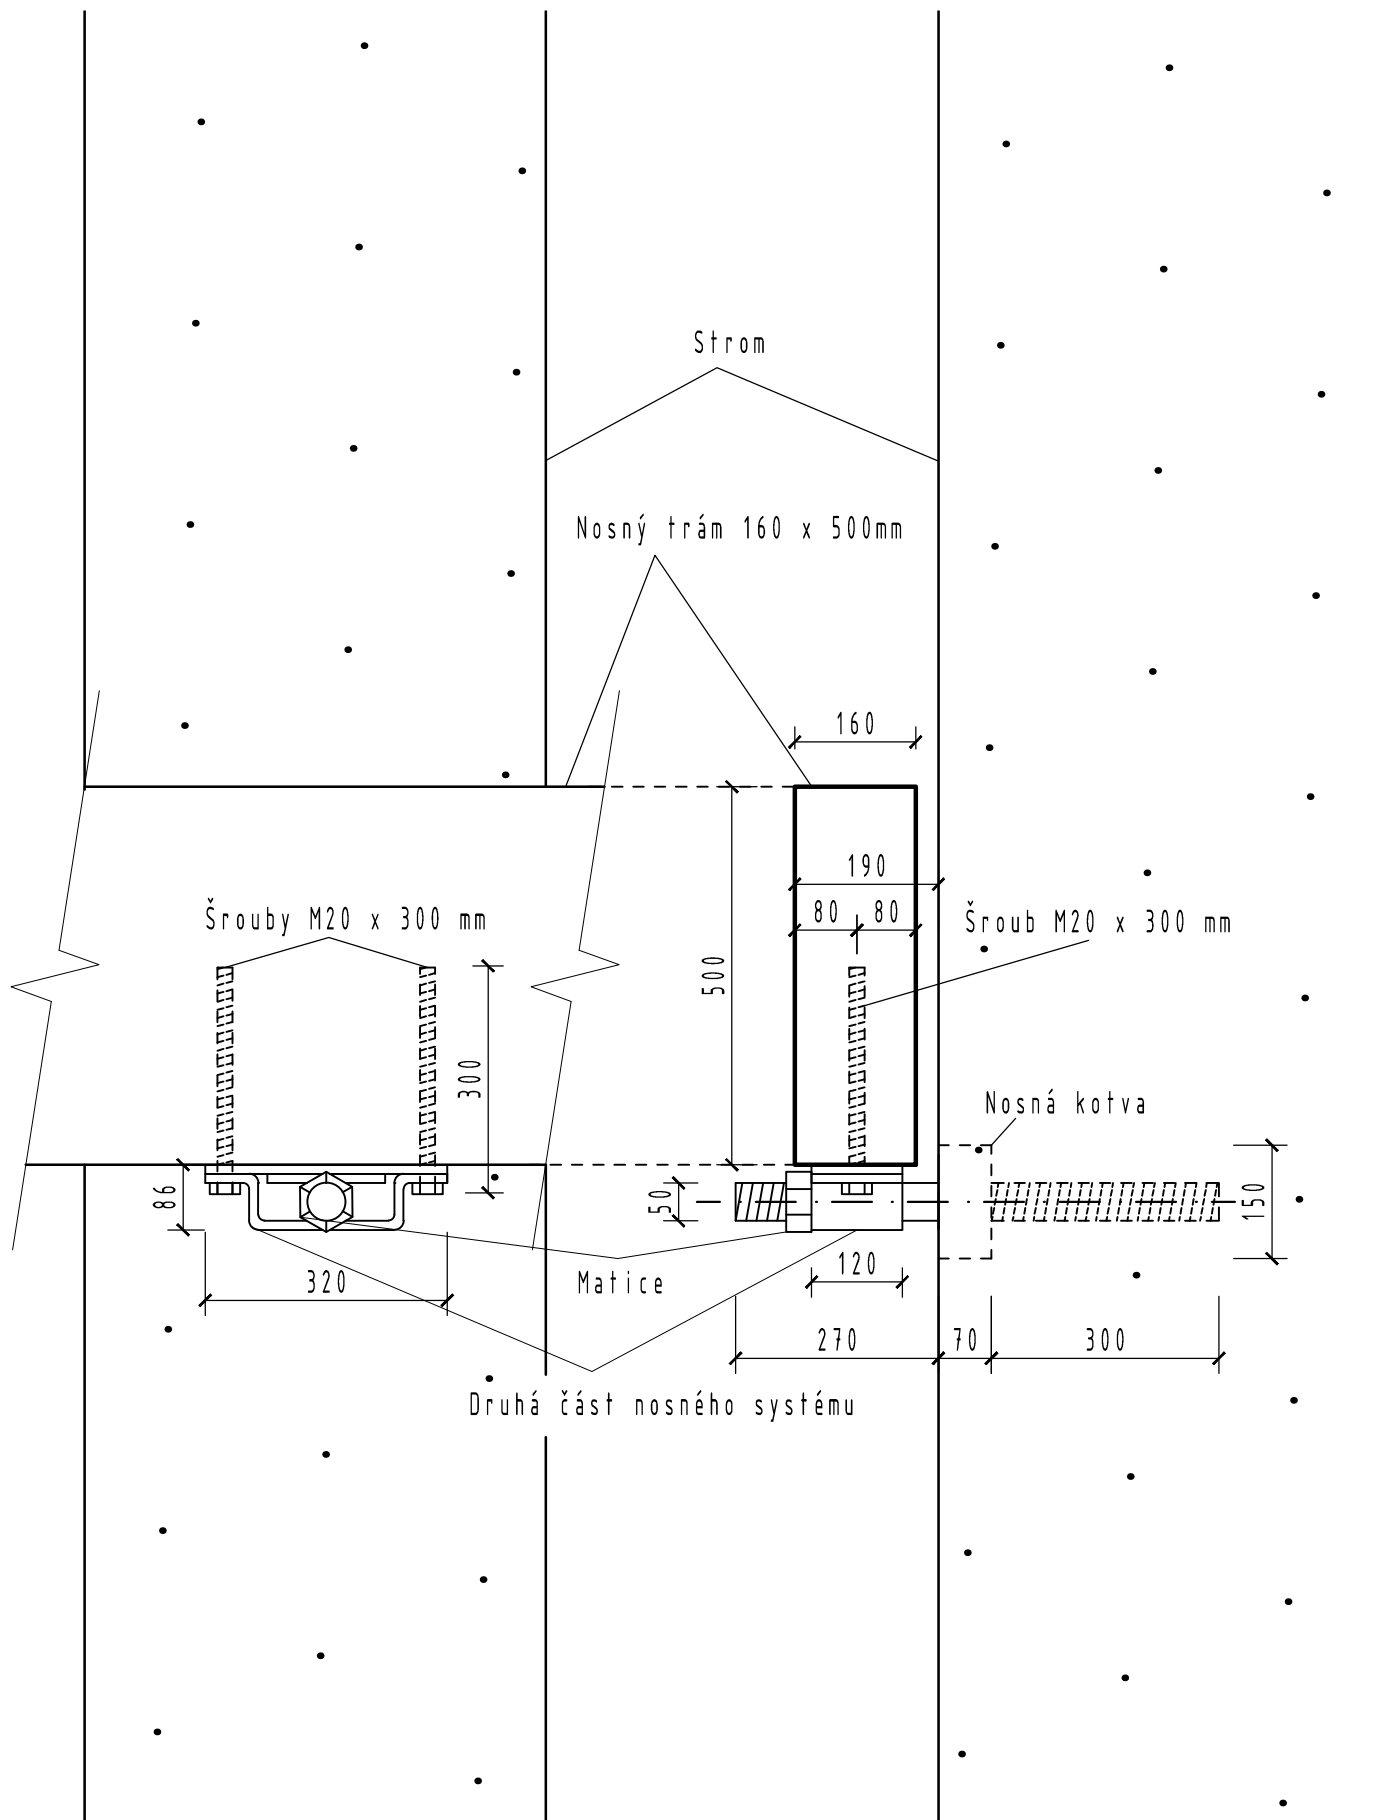 Strom
Nosný trám 160 x 500mm
160
190
80
80
Šrouby M20 x 300 mm
Šroub M20 x 300 mm
500
300
Nosná kotva
86
50
150
320
Matice
120
270
70
300
Druhá část nosného systému